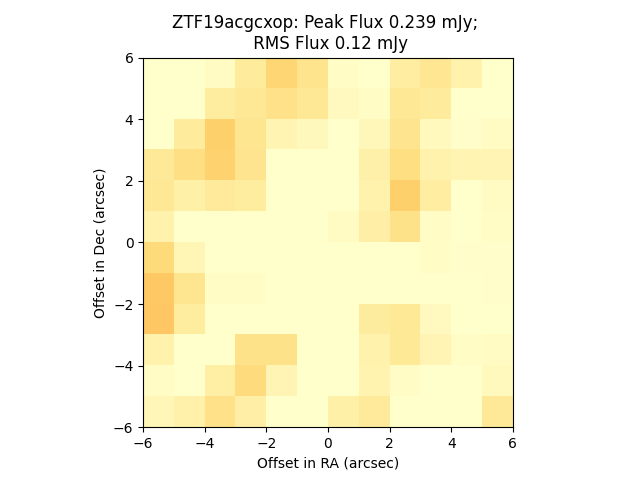 ZTF19acgcxop: Peak Flux 0.239 mJy;
RMS Flux 0.12 mJy
6
4
2
0
−2
−4
−6
Offset in Dec (arcsec)
−6 −4 −2 0 2 4 6
Offset in RA (arcsec)